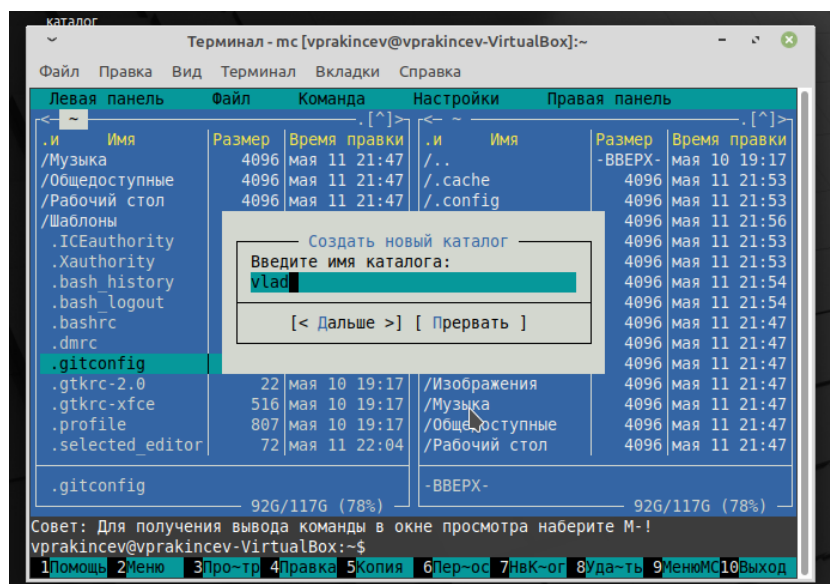 каталог
Терминал - mc [vprakincev@vprakincev-VirtualBox]:~
Файл Правка Вид Терминал Вкладки Справка
Левая панель Файл Команда Настройки Правая панель
<─ ~ ─.[^]>
<─ ~ ─.[^]>
.и Имя Размер Время правки .и Имя Размер Время правки
/Музыка 4096 мая 11 21:47 /.. -ВВЕРХ- мая 10 19:17
/Общедоступные 4096 мая 11 21:47 /.cache 4096 мая 11 21:53
/Рабочий стол 4096 мая 11 21:47 /.config 4096 мая 11 21:53
/Шаблоны 4096 мая 11 21:56
.ICEauthority 4096 мая 11 21:53
.Xauthority 4096 мая 11 21:53
.bash_history 4096 мая 11 21:54
.bash_logout 4096 мая 11 21:54
.bashrc 4096 мая 11 21:47
.dmrc 4096 мая 11 21:47
.gitconfig 4096 мая 11 21:47
.gtkrc-2.0 22 мая 10 19:17 /Изображения 4096 мая 11 21:47
.gtkrc-xfce 516 мая 10 19:17 /Музыка 4096 мая 11 21:47
.profile 807 мая 10 19:17 /Общедоступные 4096 мая 11 21:47
.selected_editor 72 мая 11 22:04 /Рабочий стол 4096 мая 11 21:47
Создать новый каталог
Введите имя каталога:
vlad
[< Дальше >] [ Прервать ]
.gitconfig -ВВЕРХ-
92G/117G (78%) 92G/117G (78%)
Совет: Для получения вывода команды в окне просмотра наберите M-!
vprakincev@vprakincev-VirtualBox:~$
1Помощь 2Меню 3Про~тр 4Правка 5Копия 6Пер~ос 7НвК~ог 8Уда~ть 9МенюMC 10Выход